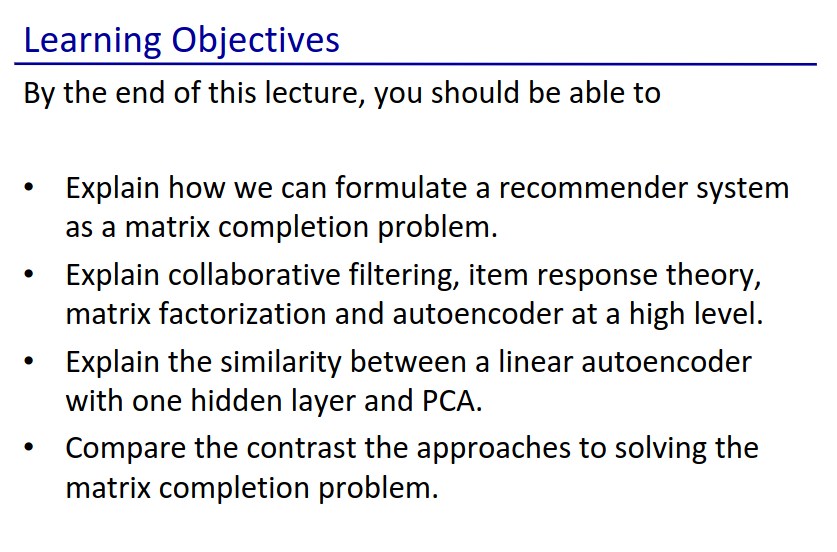 Learning Objectives
By the end of this lecture, you should be able to
• Explain how we can formulate a recommender system
as a matrix completion problem.
• Explain collaborative filtering, item response theory,
matrix factorization and autoencoder at a high level.
• Explain the similarity between a linear autoencoder
with one hidden layer and PCA.
• Compare the contrast the approaches to solving the
matrix completion problem.